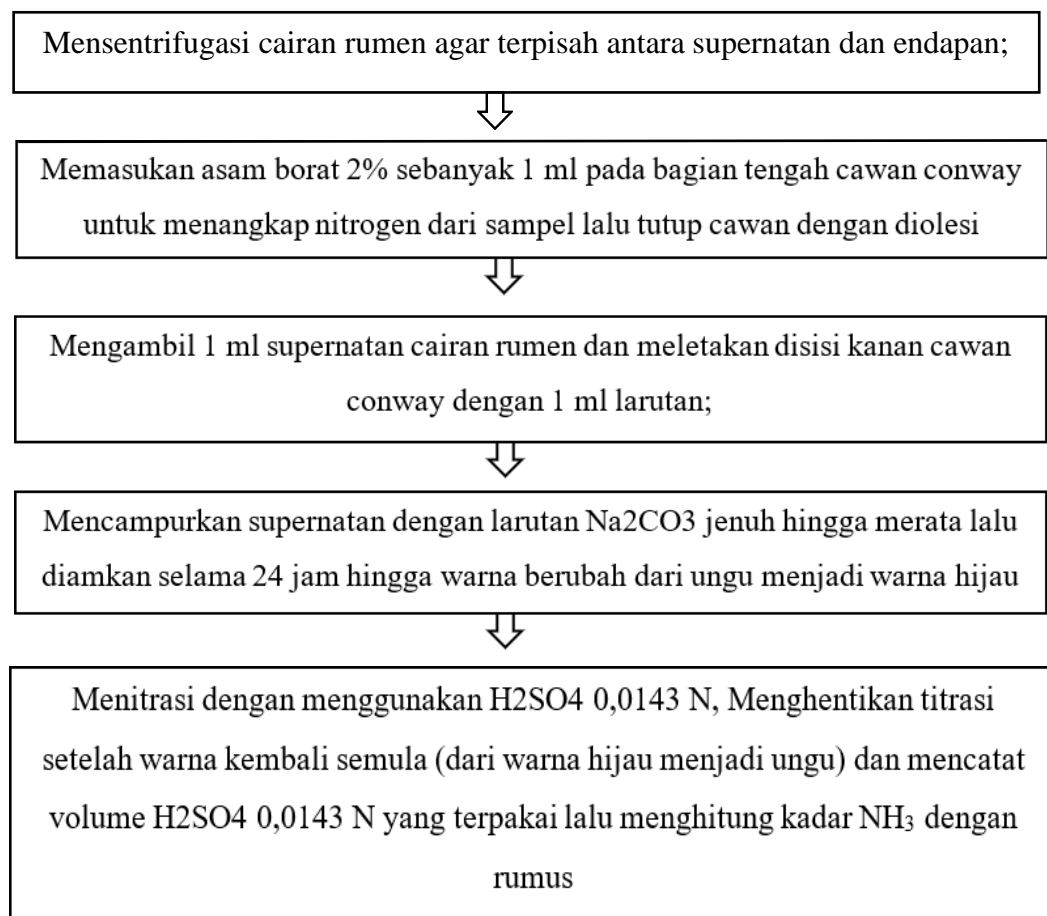 Mensentrifugasi cairan rumen agar terpisah antara supernatan dan endapan;
Memasukan asam borat 2% sebanyak 1 ml pada bagian tengah cawan conway
untuk menangkap nitrogen dari sampel lalu tutup cawan dengan diolesi
Mengambil 1 ml supernatan cairan rumen dan meletakan disisi kanan cawan
conway dengan 1 ml larutan;
Mencampurkan supernatan dengan larutan Na2CO3 jenuh hingga merata lalu
diamkan selama 24 jam hingga warna berubah dari ungu menjadi warna hijau
Menitrasi dengan menggunakan H2SO4 0,0143 N, Menghentikan titrasi
setelah warna kembali semula (dari warna hijau menjadi ungu) dan mencatat
volume H2SO4 0,0143 N yang terpakai lalu menghitung kadar NH₃ dengan
rumus